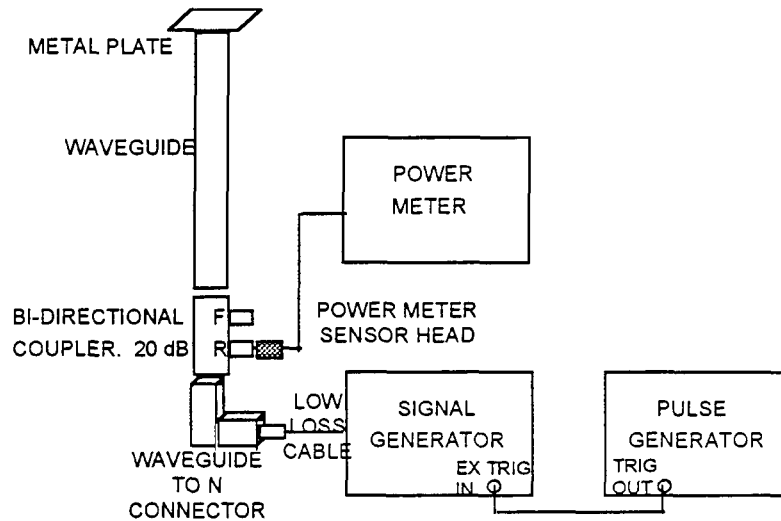 METAL PLATE
WAVEGUIDE
POWER
METER
BI-DIRECTIONAL
COUPLER. 20 dB
F
R
POWER METER
SENSOR HEAD
LOW
LOSS
CABLE
WAVEGUIDE
TO N
CONNECTOR
SIGNAL
GENERATOR
EX TRIG
IN
PULSE
GENERATOR
TRIG
OUT